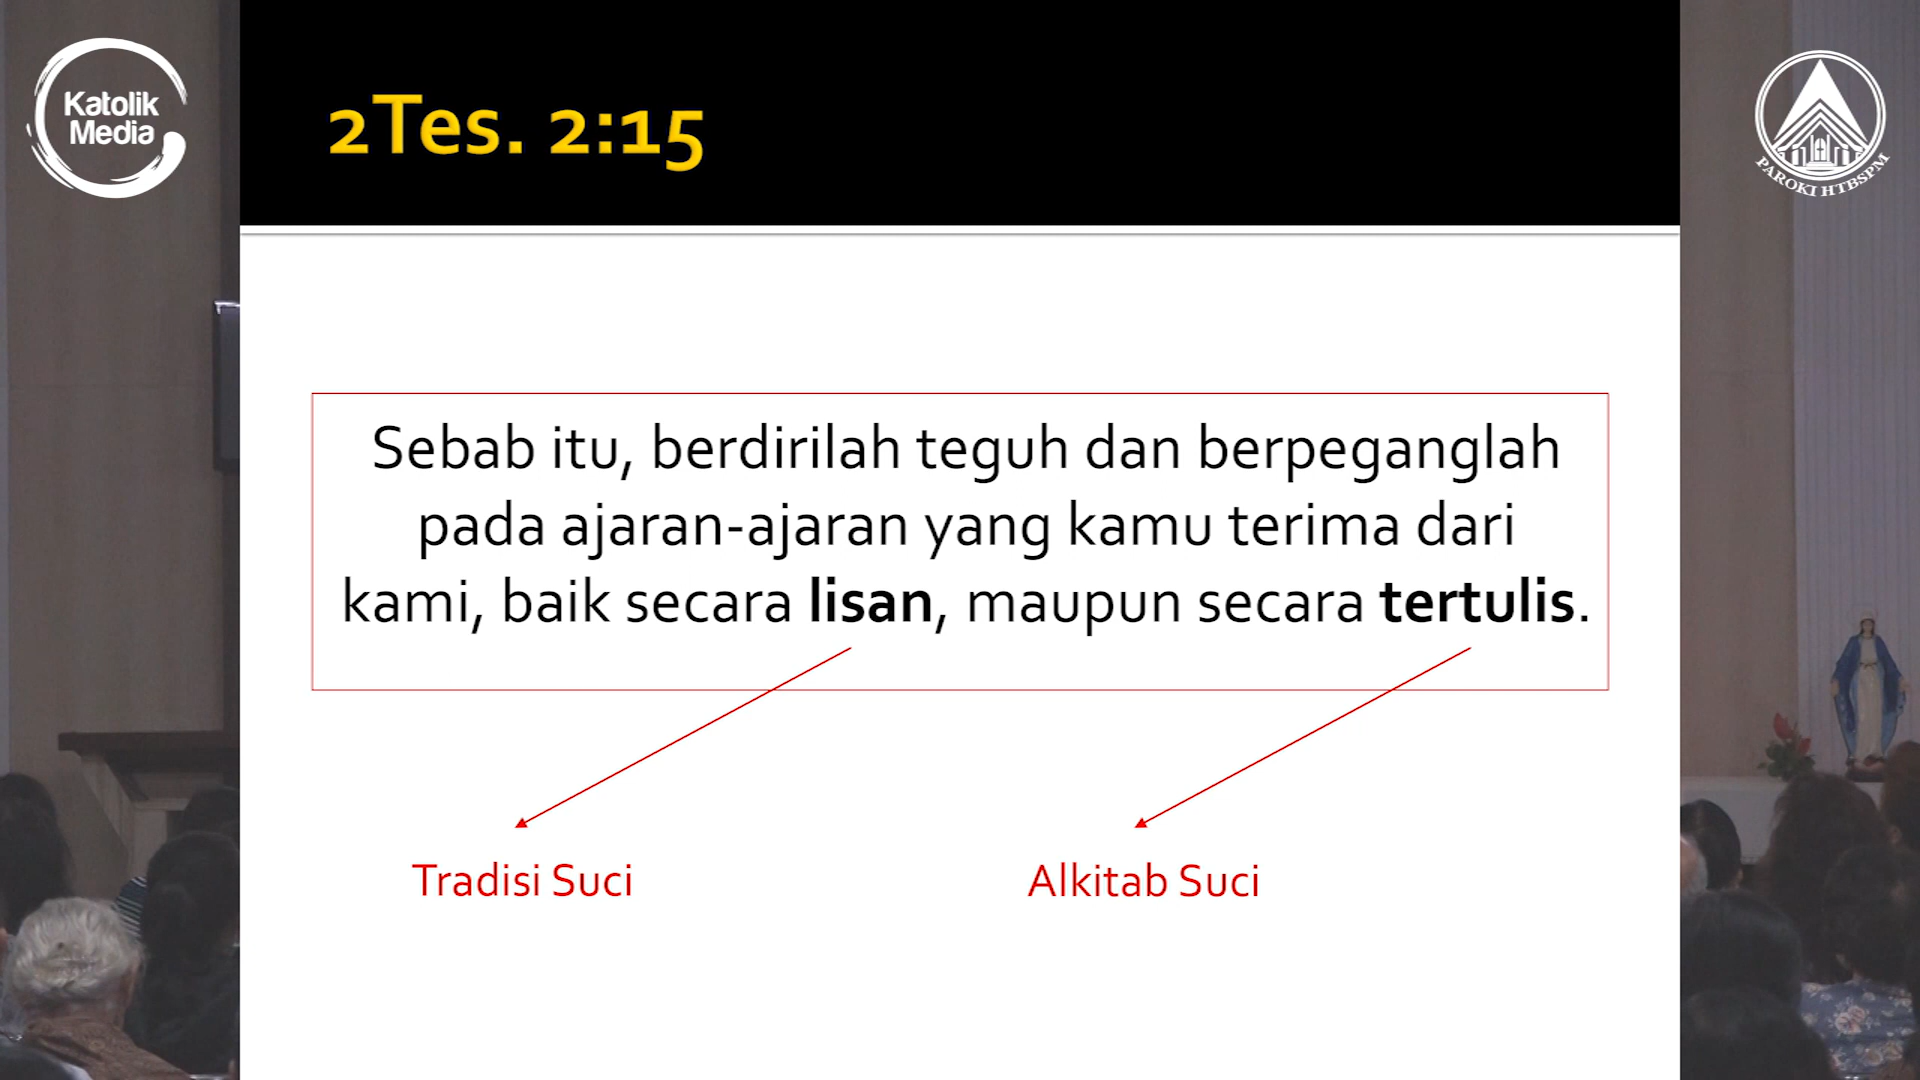 Katolik
Media
2Tes. 2:15
PAROKI HTBSPM
Sebab itu, berdirilah teguh dan berpeganglah
pada ajaran-ajaran yang kamu terima dari
kami, baik secara lisan, maupun secara tertulis.
Tradisi Suci
Alkitab Suci